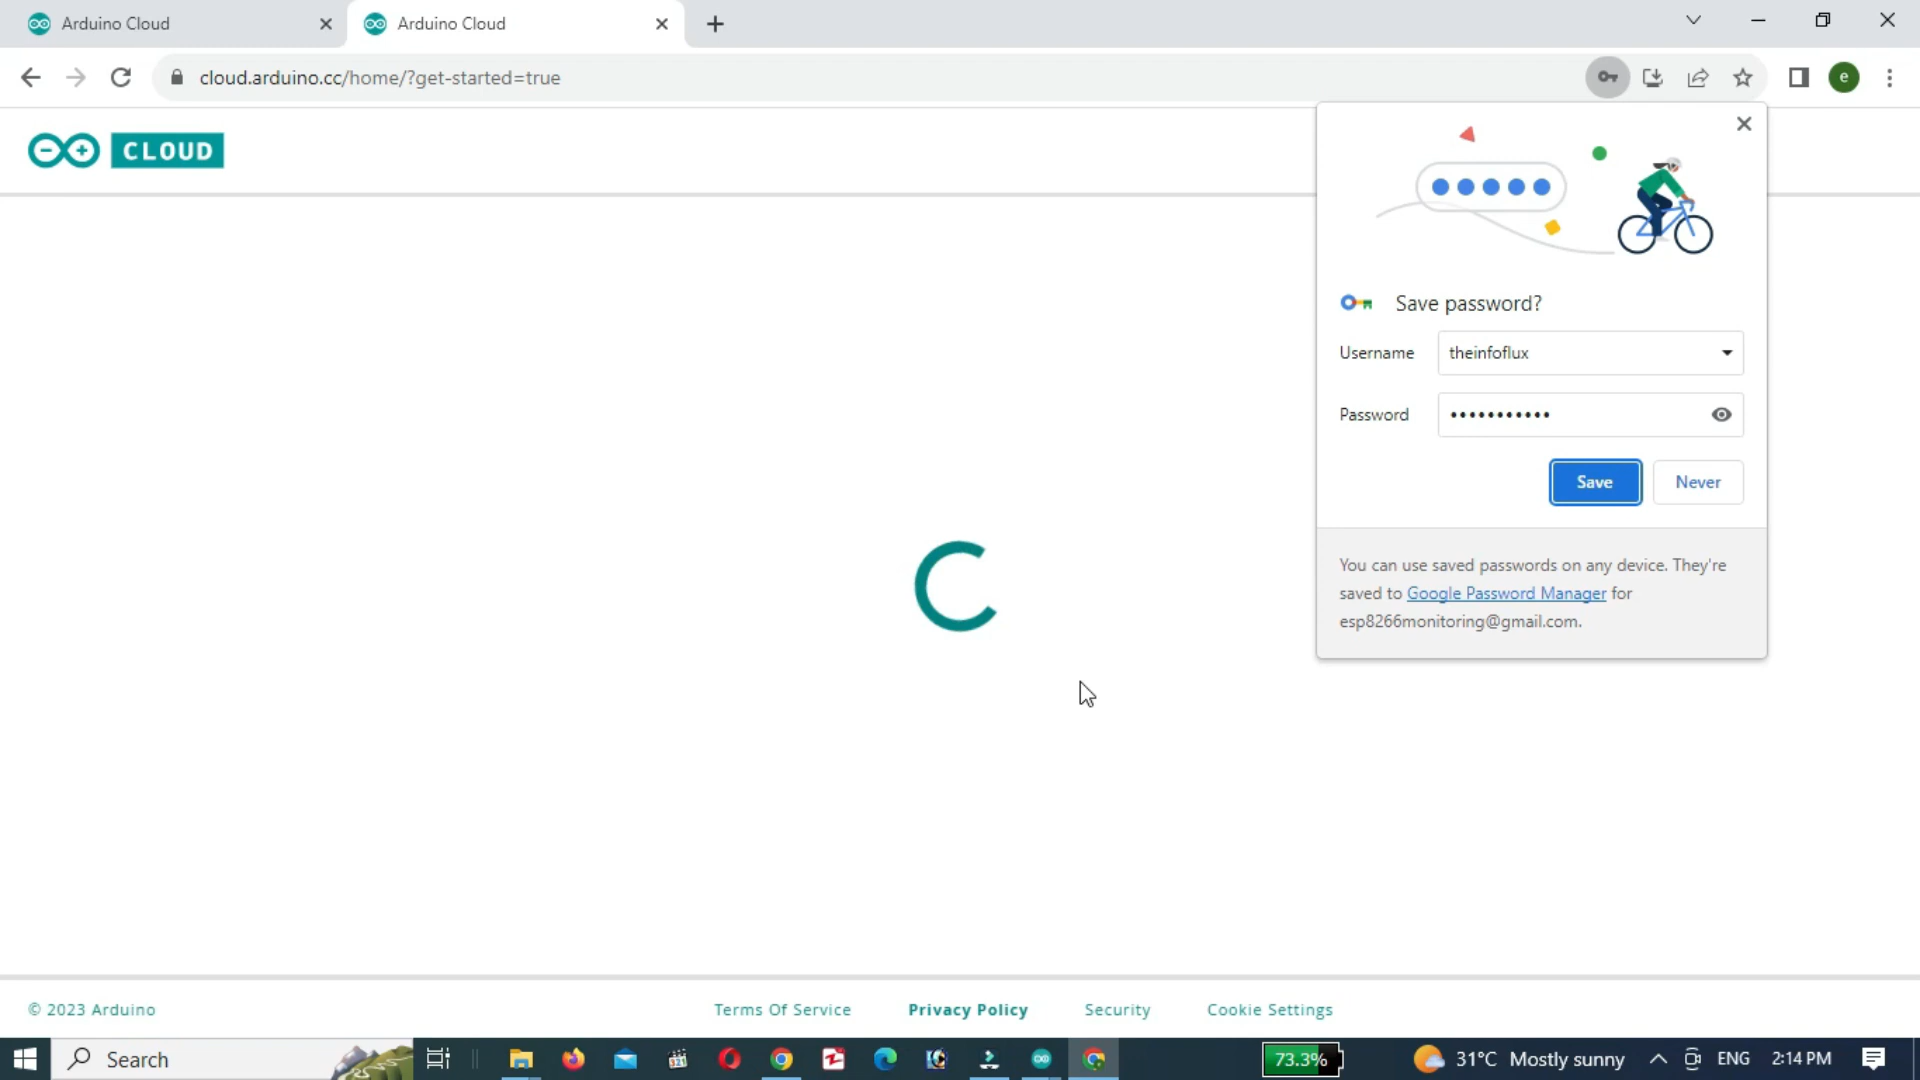 Arduino Cloud
Arduino Cloud
cloud.arduino.cc/home/?get-started=true
e
CLOUD
Save password?
Username theinfoflux
Password •••••••••••
Save Never
You can use saved passwords on any device. They're
saved to Google Password Manager for
esp8266monitoring@gmail.com.
© 2023 Arduino Terms Of Service Privacy Policy Security Cookie Settings
Search 321 73.3% 31°C Mostly sunny ENG 2:14 PM